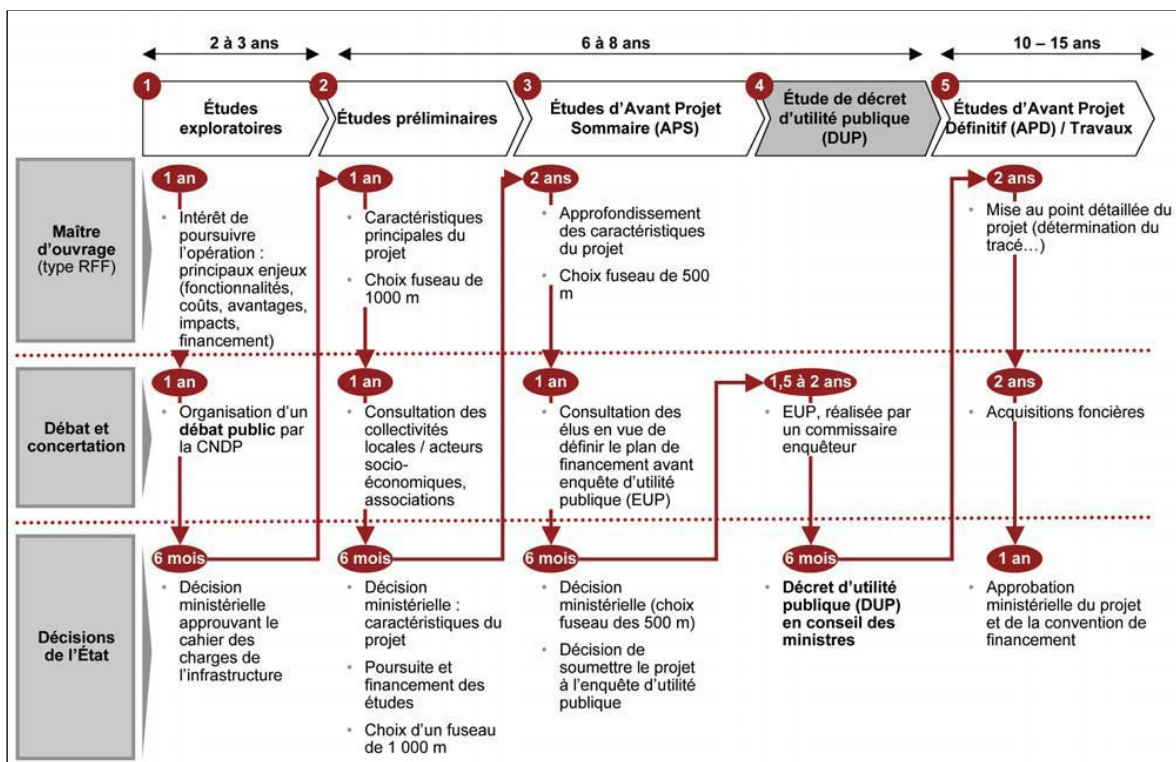 2 à 3 ans
6 à 8 ans
10 – 15 ans
1
Études
exploratoires
2
Études préliminaires
3
Études d’Avant Projet
Sommaire (APS)
4
Étude de décret
d’utilité publique
(DUP)
5
Études d’Avant Projet
Définitif (APD) / Travaux
Maître
d’ouvrage
(type RFF)
1 an
• Intérêt de
poursuivre
l’opération :
principaux enjeux
(fonctionnalités,
coûts, avantages,
impacts,
financement)
1 an
• Caractéristiques
principales du
projet
• Choix fuseau de
1000 m
2 ans
• Approfondissement
des caractéristiques
du projet
• Choix fuseau de 500
m
2 ans
• Mise au point détaillée du
projet (détermination du
tracé…)
Débat et
concertation
1 an
• Organisation d’un
débat public par
la CNDP
1 an
• Consultation des
collectivités
locales / acteurs
socio-
économiques,
associations
1 an
• Consultation des
élus en vue de
définir le plan de
financement avant
enquête d’utilité
publique (EUP)
1,5 à 2 ans
• EUP, réalisée par
un commissaire
enquêteur
2 ans
• Acquisitions foncières
Décisions
de l’État
6 mois
• Décision
ministérielle
approuvant le
cahier des
charges de
l’infrastructure
6 mois
• Décision
ministérielle :
caractéristiques du
projet
• Poursuite et
financement des
études
• Choix d’un fuseau
de 1 000 m
6 mois
• Décision
ministérielle (choix
fuseau des 500 m)
• Décision de
soumettre le projet
à l’enquête d’utilité
publique
6 mois
• Décret d’utilité
publique (DUP)
en conseil des
ministres
1 an
• Approbation
ministérielle du projet
et de la convention de
financement